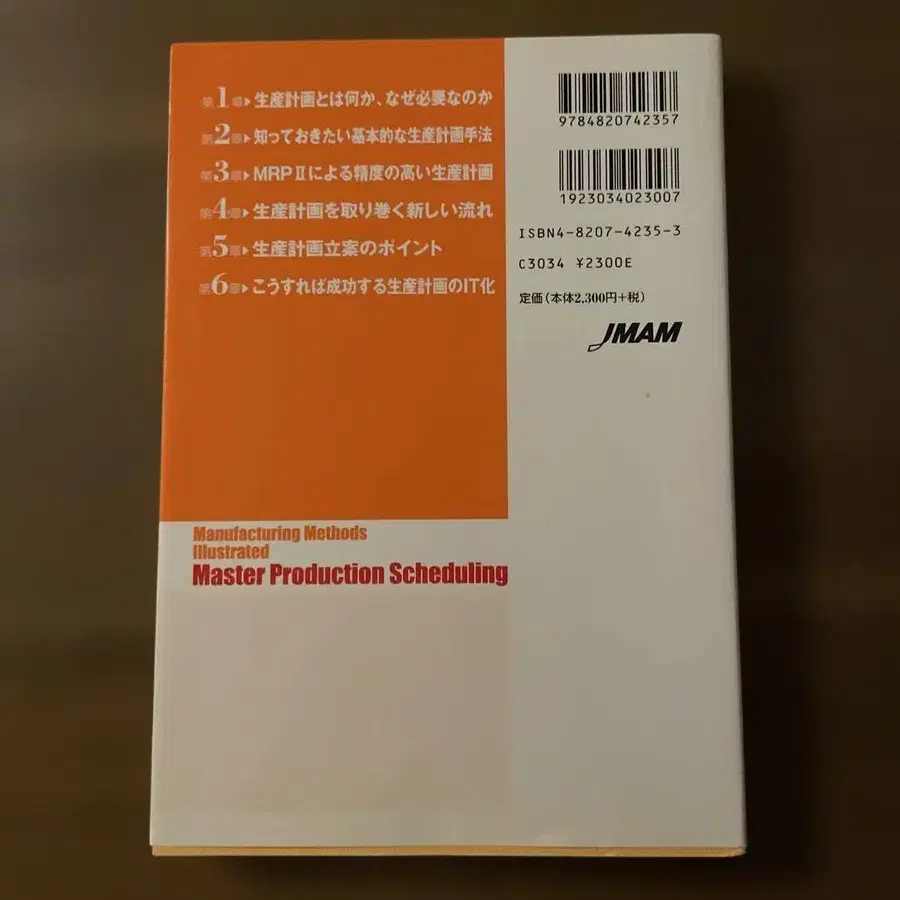 第1章▶生産計画とは何か、なぜ必要なのか
第2章▶知っておきたい基本的な生産計画手法
第3章▶MRPⅡによる精度の高い生産計画
第4章▶生産計画を取り巻く新しい流れ
第5章▶生産計画立案のポイント
第6章▶こうすれば成功する生産計画のIT化
9784820742357
1923034023007
ISBN4-8207-4235-3
C3034 ¥2300E
定価(本体2,300円+税)
JMAM
Manufacturing Methods
Illustrated
Master Production Scheduling